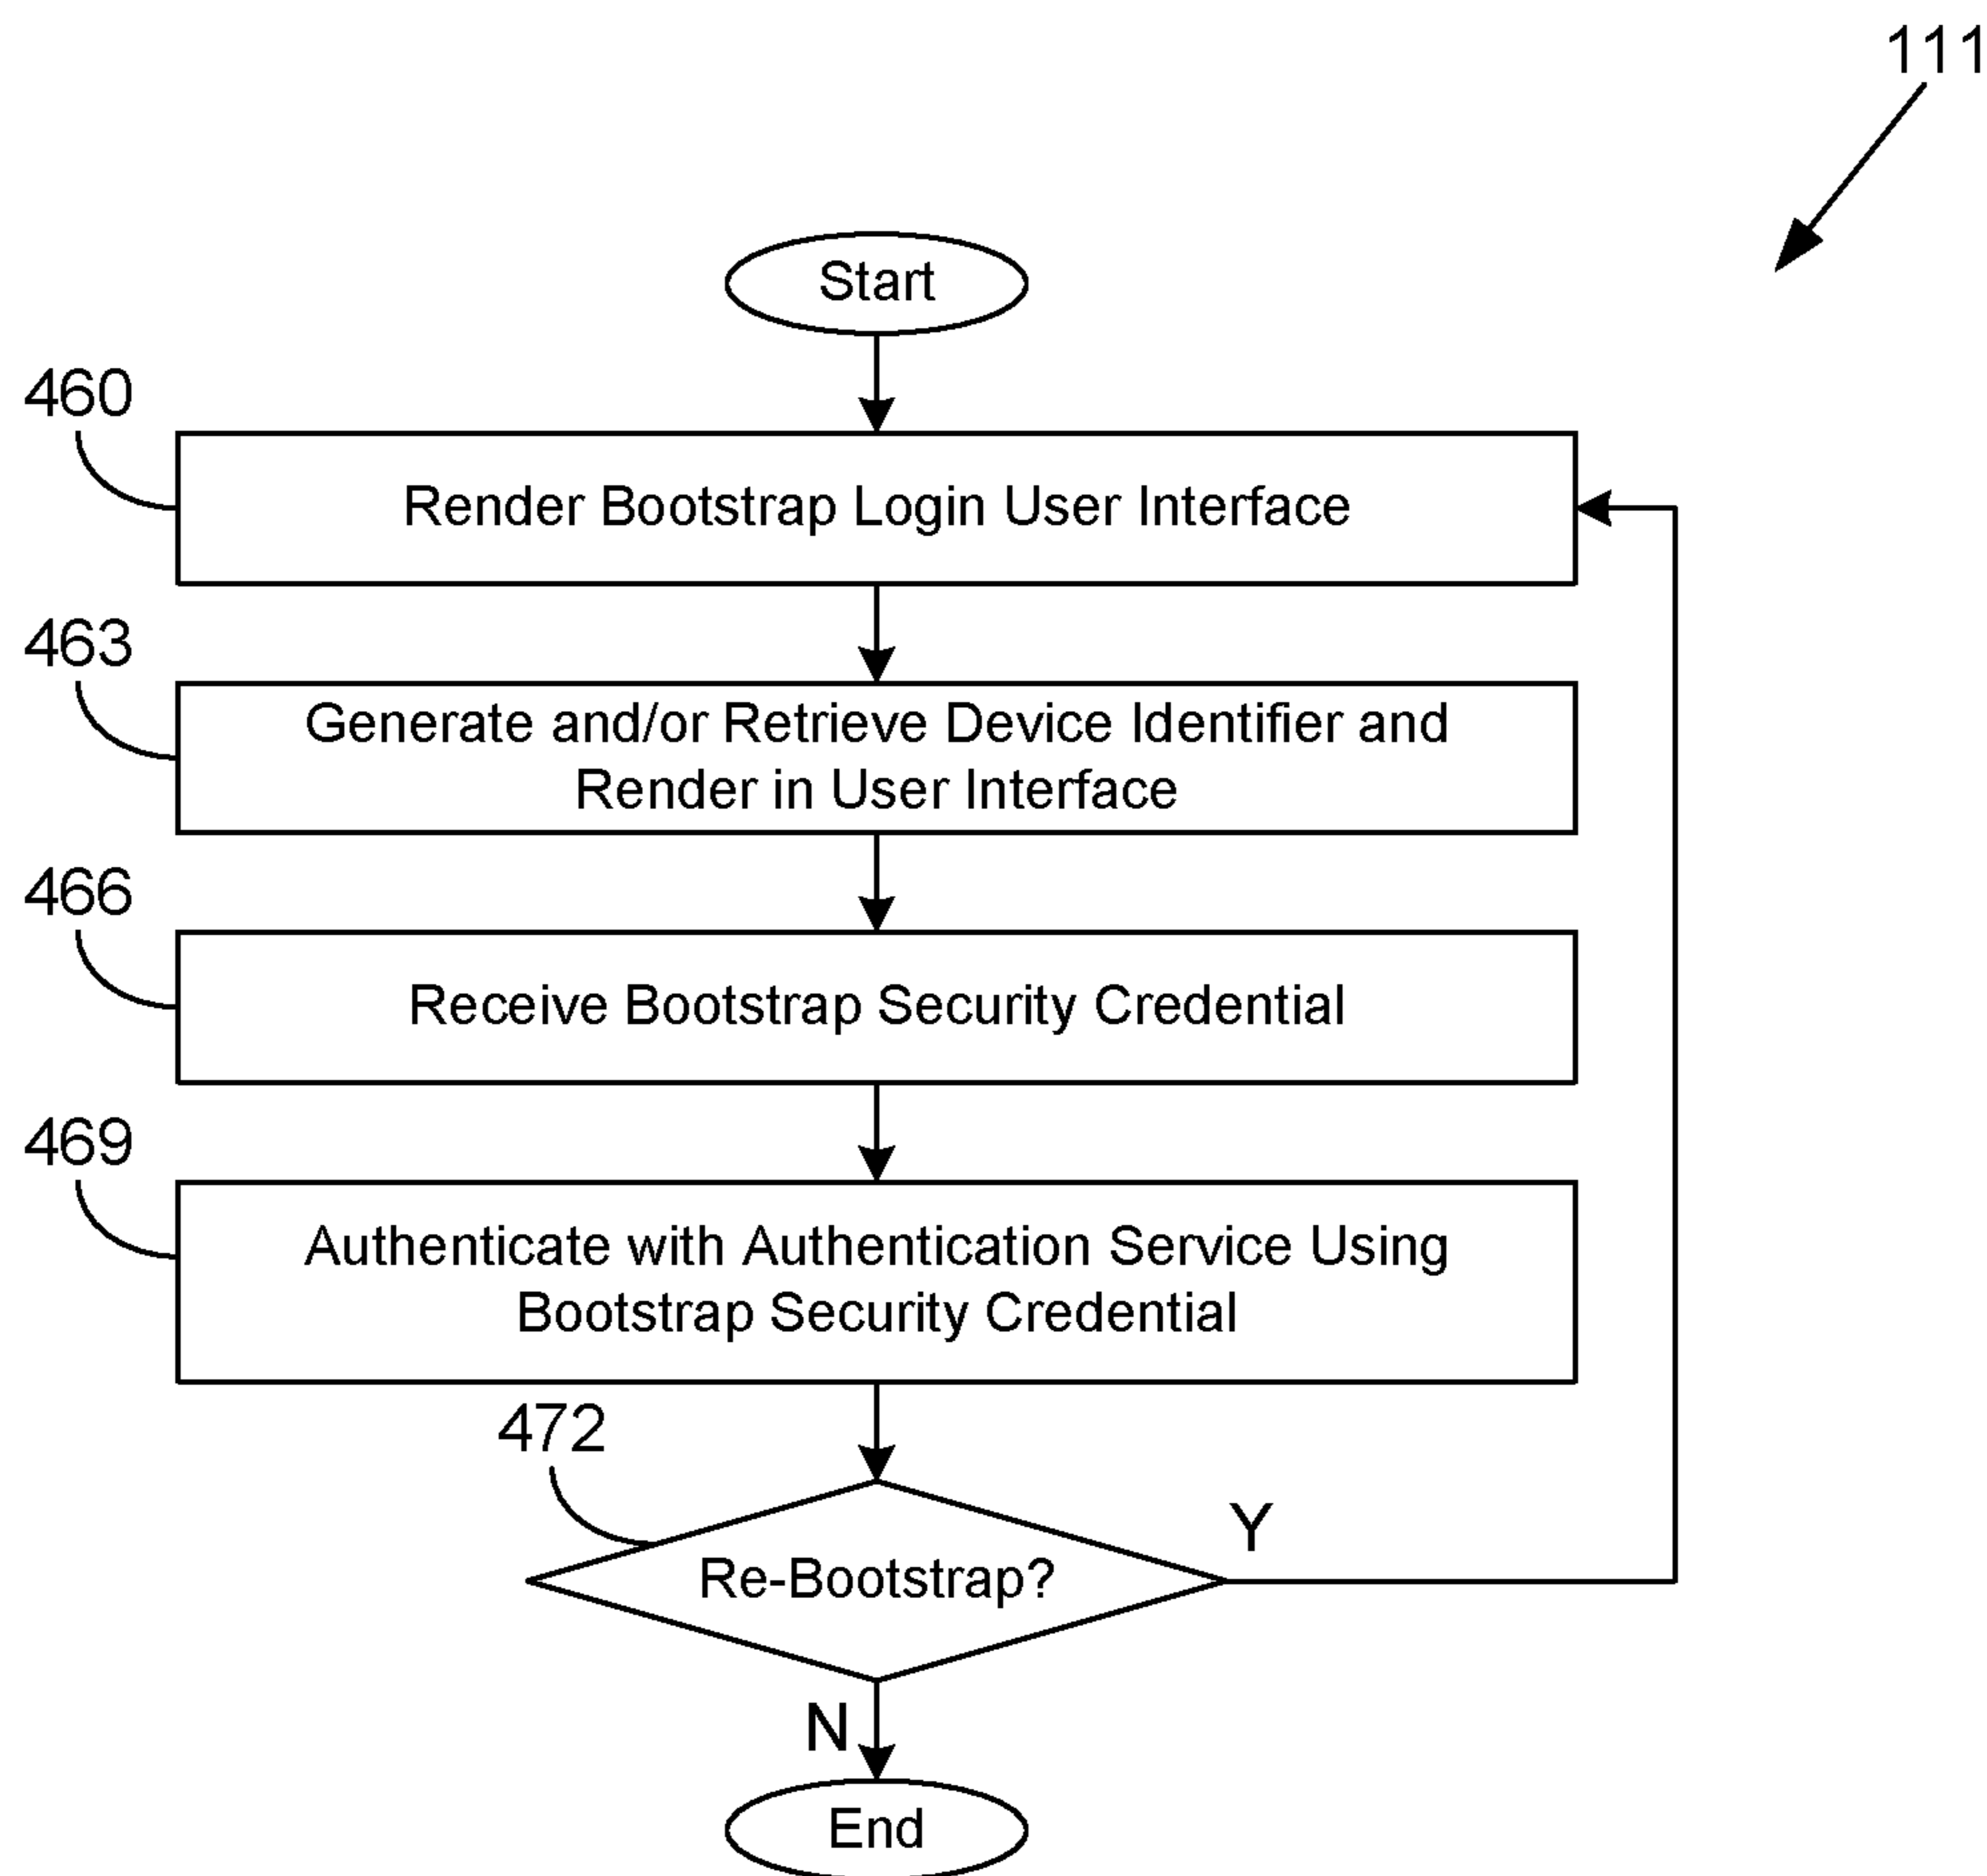 111
Start
460
Render Bootstrap Login User Interface
463
Generate and/or Retrieve Device Identifier and
Render in User Interface
466
Receive Bootstrap Security Credential
469
Authenticate with Authentication Service Using
Bootstrap Security Credential
472
Re-Bootstrap?
Y
N
End